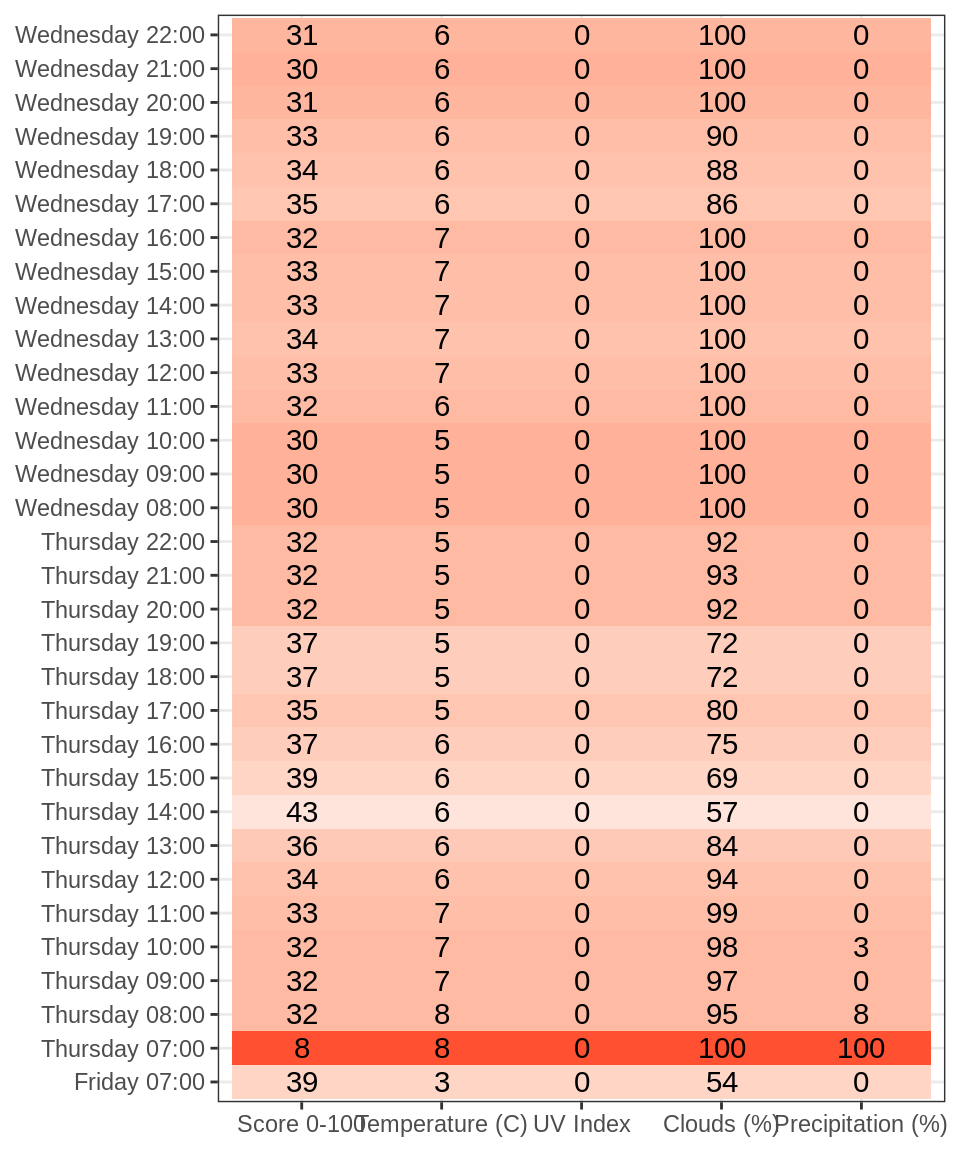 Wednesday 22:00 31 6 0 100 0
Wednesday 21:00 30 6 0 100 0
Wednesday 20:00 31 6 0 100 0
Wednesday 19:00 33 6 0 90 0
Wednesday 18:00 34 6 0 88 0
Wednesday 17:00 35 6 0 86 0
Wednesday 16:00 32 7 0 100 0
Wednesday 15:00 33 7 0 100 0
Wednesday 14:00 33 7 0 100 0
Wednesday 13:00 34 7 0 100 0
Wednesday 12:00 33 7 0 100 0
Wednesday 11:00 32 6 0 100 0
Wednesday 10:00 30 5 0 100 0
Wednesday 09:00 30 5 0 100 0
Wednesday 08:00 30 5 0 100 0
Thursday 22:00 32 5 0 92 0
Thursday 21:00 32 5 0 93 0
Thursday 20:00 32 5 0 92 0
Thursday 19:00 37 5 0 72 0
Thursday 18:00 37 5 0 72 0
Thursday 17:00 35 5 0 80 0
Thursday 16:00 37 6 0 75 0
Thursday 15:00 39 6 0 69 0
Thursday 14:00 43 6 0 57 0
Thursday 13:00 36 6 0 84 0
Thursday 12:00 34 6 0 94 0
Thursday 11:00 33 7 0 99 0
Thursday 10:00 32 7 0 98 3
Thursday 09:00 32 7 0 97 0
Thursday 08:00 32 8 0 95 8
Thursday 07:00 8 8 0 100 100
Friday 07:00 39 3 0 54 0
Score 0-100 Temperature (C) UV Index Clouds (%) Precipitation (%)